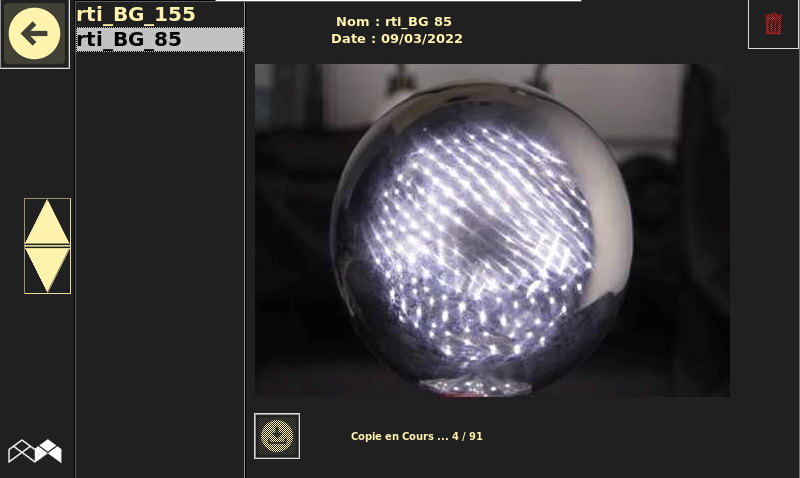 rti_BG_155
rti_BG_85
Nom : rti_BG 85
Date : 09/03/2022
Copie en Cours ... 4 / 91